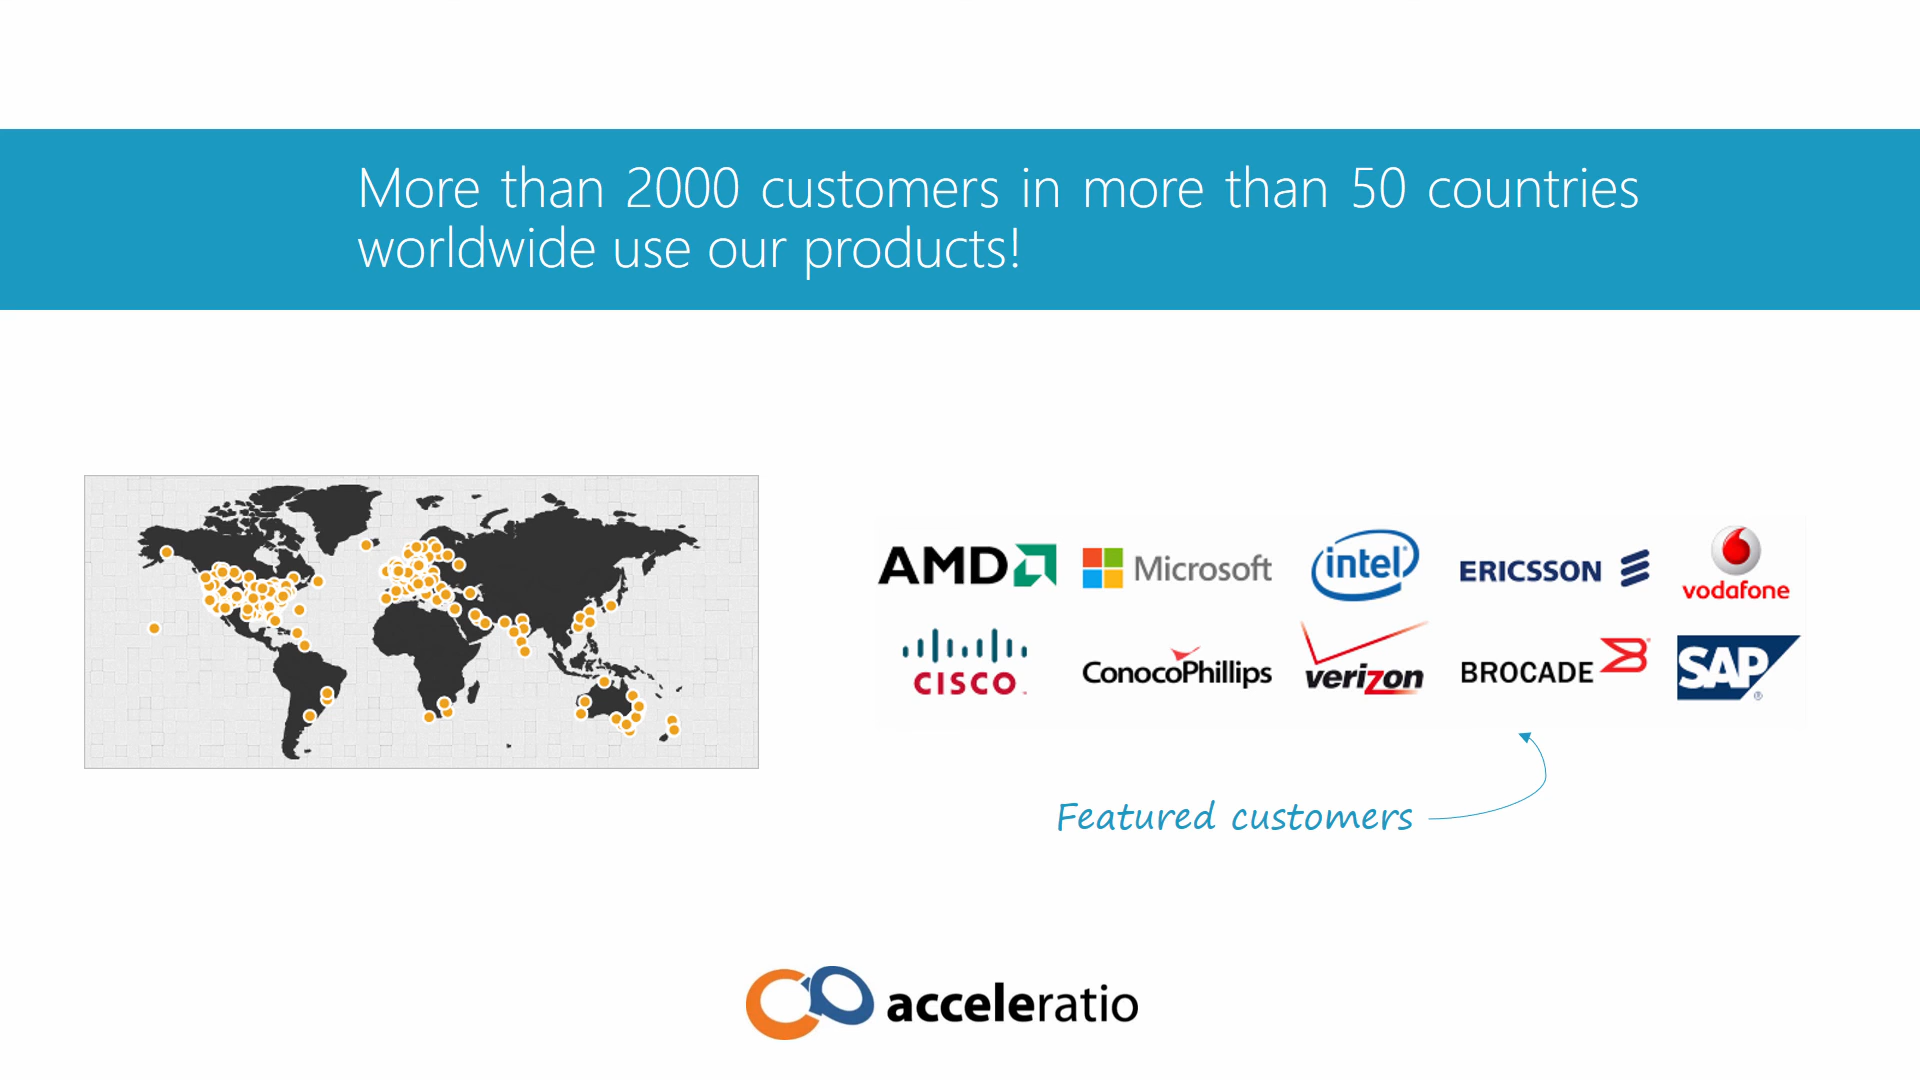 More than 2000 customers in more than 50 countries
worldwide use our products!
AMD Microsoft intel® ERICSSON vodafone
CISCO™ ConocoPhillips verizon BROCADE SAP®
Featured customers
acceleratio